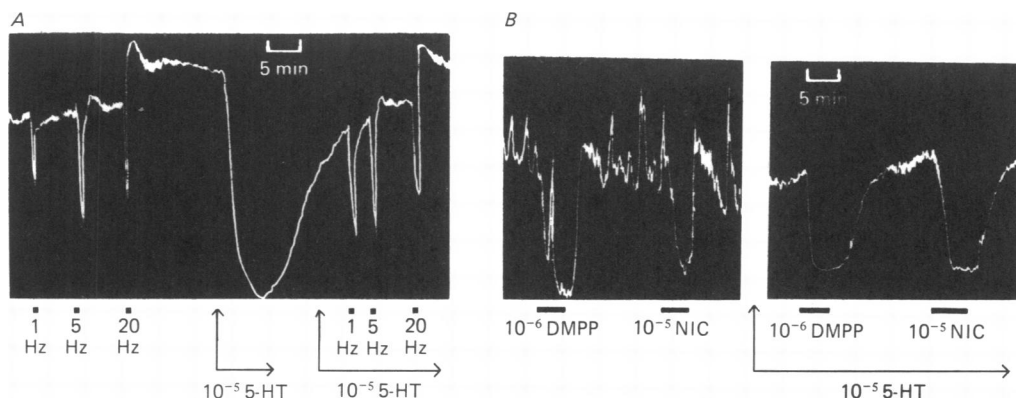 A
B
5 min
5 min
1 5 20 1 5 20
Hz Hz Hz Hz Hz Hz
10⁻⁵ 5-HT 10⁻⁵ 5-HT
10⁻⁶ DMPP 10⁻⁵ NIC 10⁻⁶ DMPP 10⁻⁵ NIC
10⁻⁵ 5-HT